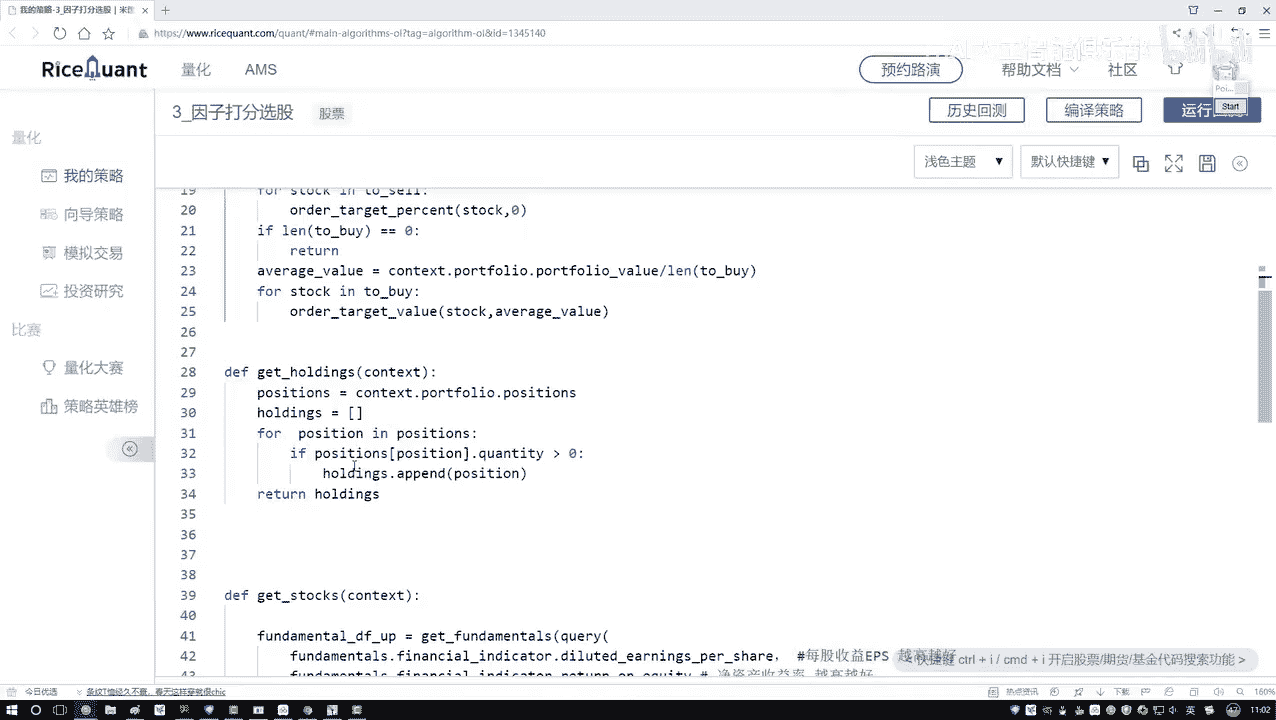 我的策略-3_因子打分选股 | 米
https://www.ricequant.com/quant/#main-algorithms-ol?tag=algorithm-ol&id=1345140
RiceQuant 量化 AMS 预约路演 帮助文档 社区
Poi...
Start
3_因子打分选股 股票 历史回测 编译策略 运行
浅色主题 默认快捷键
量化
我的策略
向导策略
模拟交易
投资研究
比赛
量化大赛
策略英雄榜
19 for stock in to_sell:
20 order_target_percent(stock,0)
21 if len(to_buy) == 0:
22 return
23 average_value = context.portfolio.portfolio_value/len(to_buy)
24 for stock in to_buy:
25 order_target_value(stock,average_value)
26
27
28 def get_holdings(context):
29 positions = context.portfolio.positions
30 holdings = []
31 for  position in positions:
32 if positions[position].quantity > 0:
33 holdings.append(position)
34 return holdings
35
36
37
38
39 def get_stocks(context):
40
41 fundamental_df_up = get_fundamentals(query(
42 fundamentals.financial_indicator.diluted_earnings_per_share, #每股收益EPS 越高越好
43 fundamentals.financial_indicator.return_on_equity,# 净资产收益率 越高越好
< 快捷键 ctrl + i / cmd + i 开启股票/期货/基金代码搜索功能 >
今日优选 热点资讯 下载 160%
英 11:02